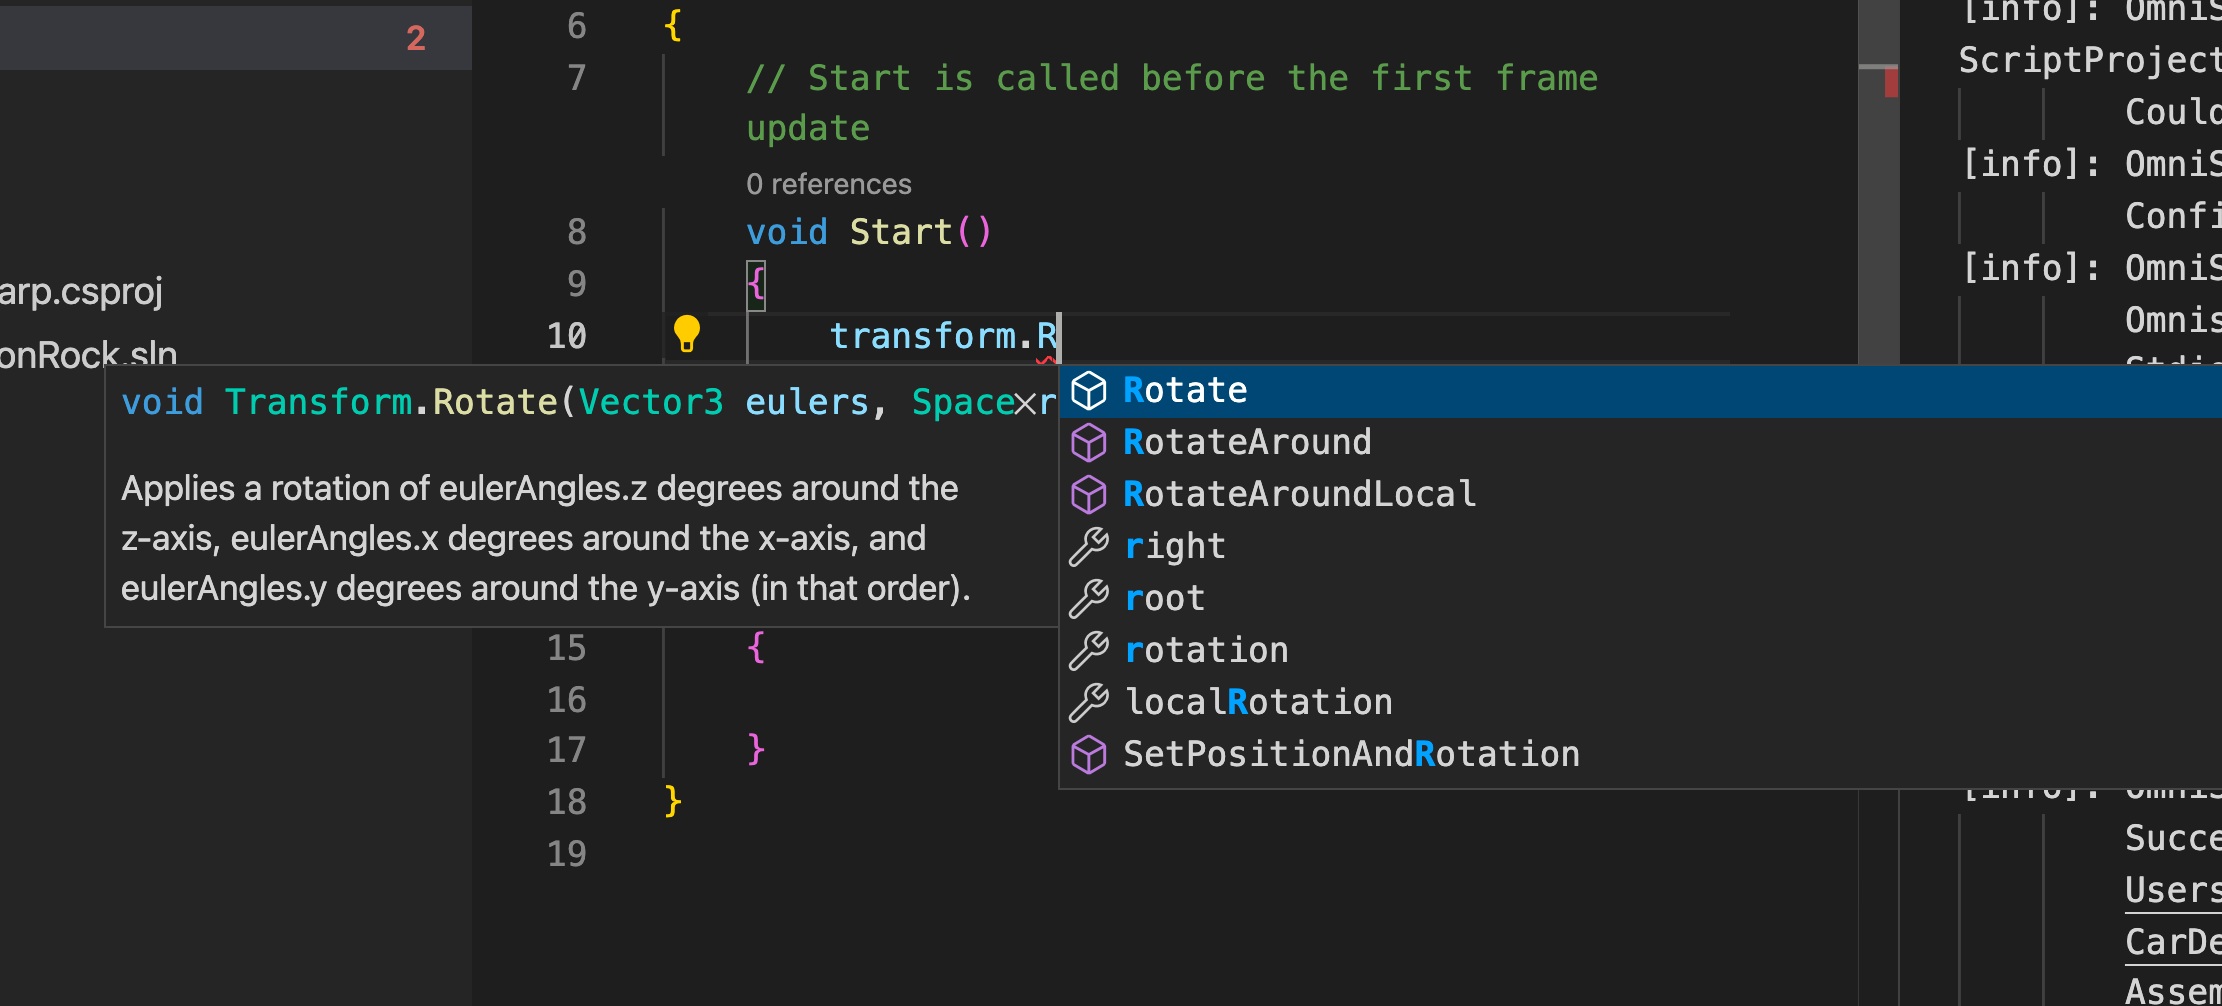 2
arp.csproj
onRock.sln
6 {
7 // Start is called before the first frame
update
0 references
8 void Start()
9 {
10 transform.R
void Transform.Rotate(Vector3 eulers, Space r
Applies a rotation of eulerAngles.z degrees around the
z-axis, eulerAngles.x degrees around the x-axis, and
eulerAngles.y degrees around the y-axis (in that order).
Rotate
RotateAround
RotateAroundLocal
right
root
rotation
localRotation
SetPositionAndRotation
15 {
16
17 }
18 }
19
[info]: OmniS
ScriptProject
Could
[info]: OmniS
Confi
[info]: OmniS
Omnis
Stdio
[info]: OmniS
Succe
Users
CarDe
Assem